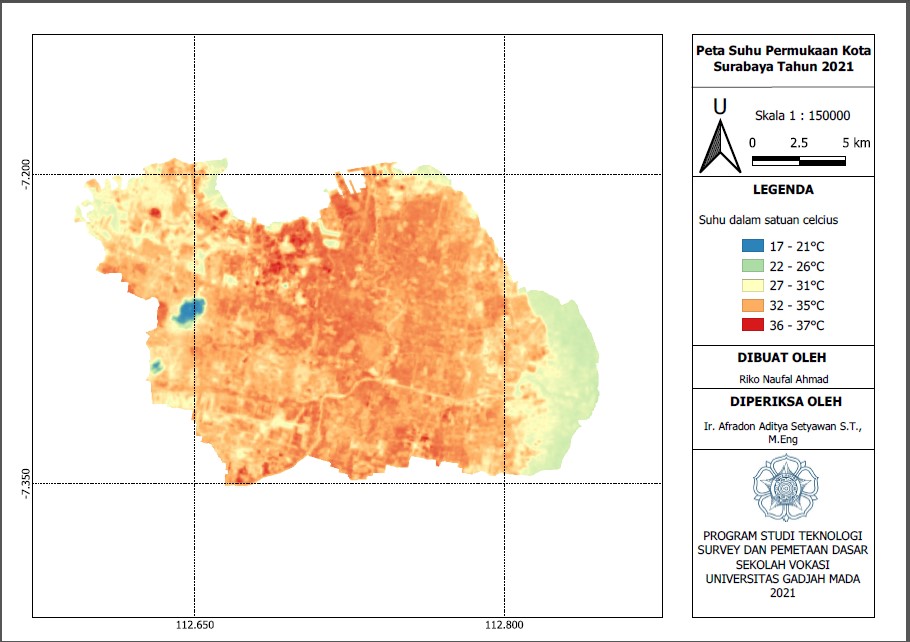 Peta Suhu Permukaan Kota
Surabaya Tahun 2021
U
Skala 1 : 150000
0 2.5 5 km
LEGENDA
Suhu dalam satuan celcius
17 - 21°C
22 - 26°C
27 - 31°C
32 - 35°C
36 - 37°C
DIBUAT OLEH
Riko Naufal Ahmad
DIPERIKSA OLEH
Ir. Afradon Aditya Setyawan S.T.,
M.Eng
PROGRAM STUDI TEKNOLOGI
SURVEY DAN PEMETAAN DASAR
SEKOLAH VOKASI
UNIVERSITAS GADJAH MADA
2021
-7.200
-7.350
112.650
112.800